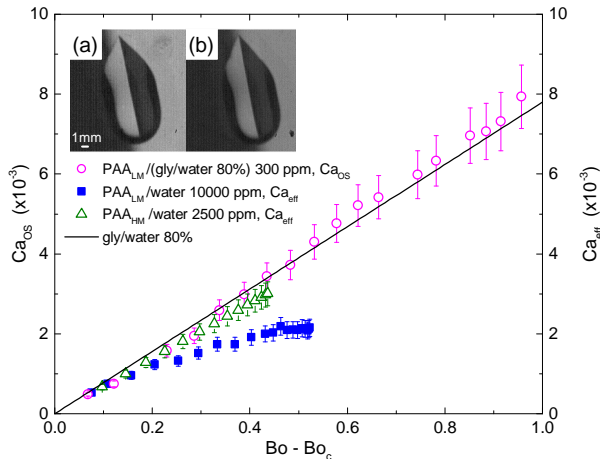 (a) (b)
1mm
PAA_LM/(gly/water 80%) 300 ppm, Ca_OS
PAA_LM/water 10000 ppm, Ca_eff
PAA_HM/water 2500 ppm, Ca_eff
gly/water 80%
Ca_OS (x10⁻³)
10
8
6
4
2
0
Ca_eff (x10⁻³)
10
8
6
4
2
0
0.0 0.2 0.4 0.6 0.8 1.0
Bo - Bo_c